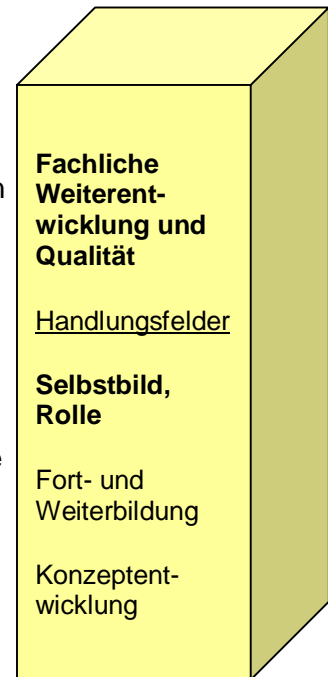 Fachliche
Weiterent-
wicklung und
Qualität
Handlungsfelder
Selbstbild,
Rolle
Fort- und
Weiterbildung
Konzeptent-
wicklung